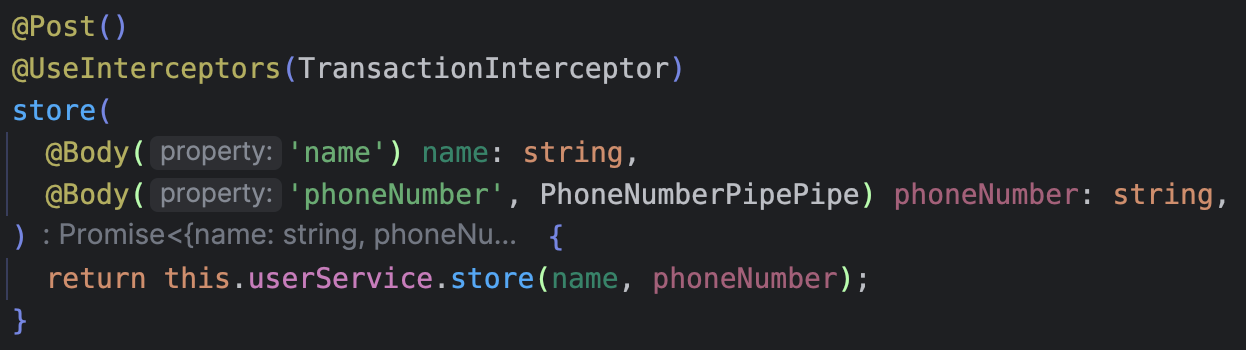 @Post()
@UseInterceptors(TransactionInterceptor)
store(
@Body( property: 'name') name: string,
@Body( property: 'phoneNumber', PhoneNumberPipePipe) phoneNumber: string,
) : Promise<{name: string, phoneNu... {
return this.userService.store(name, phoneNumber);
}